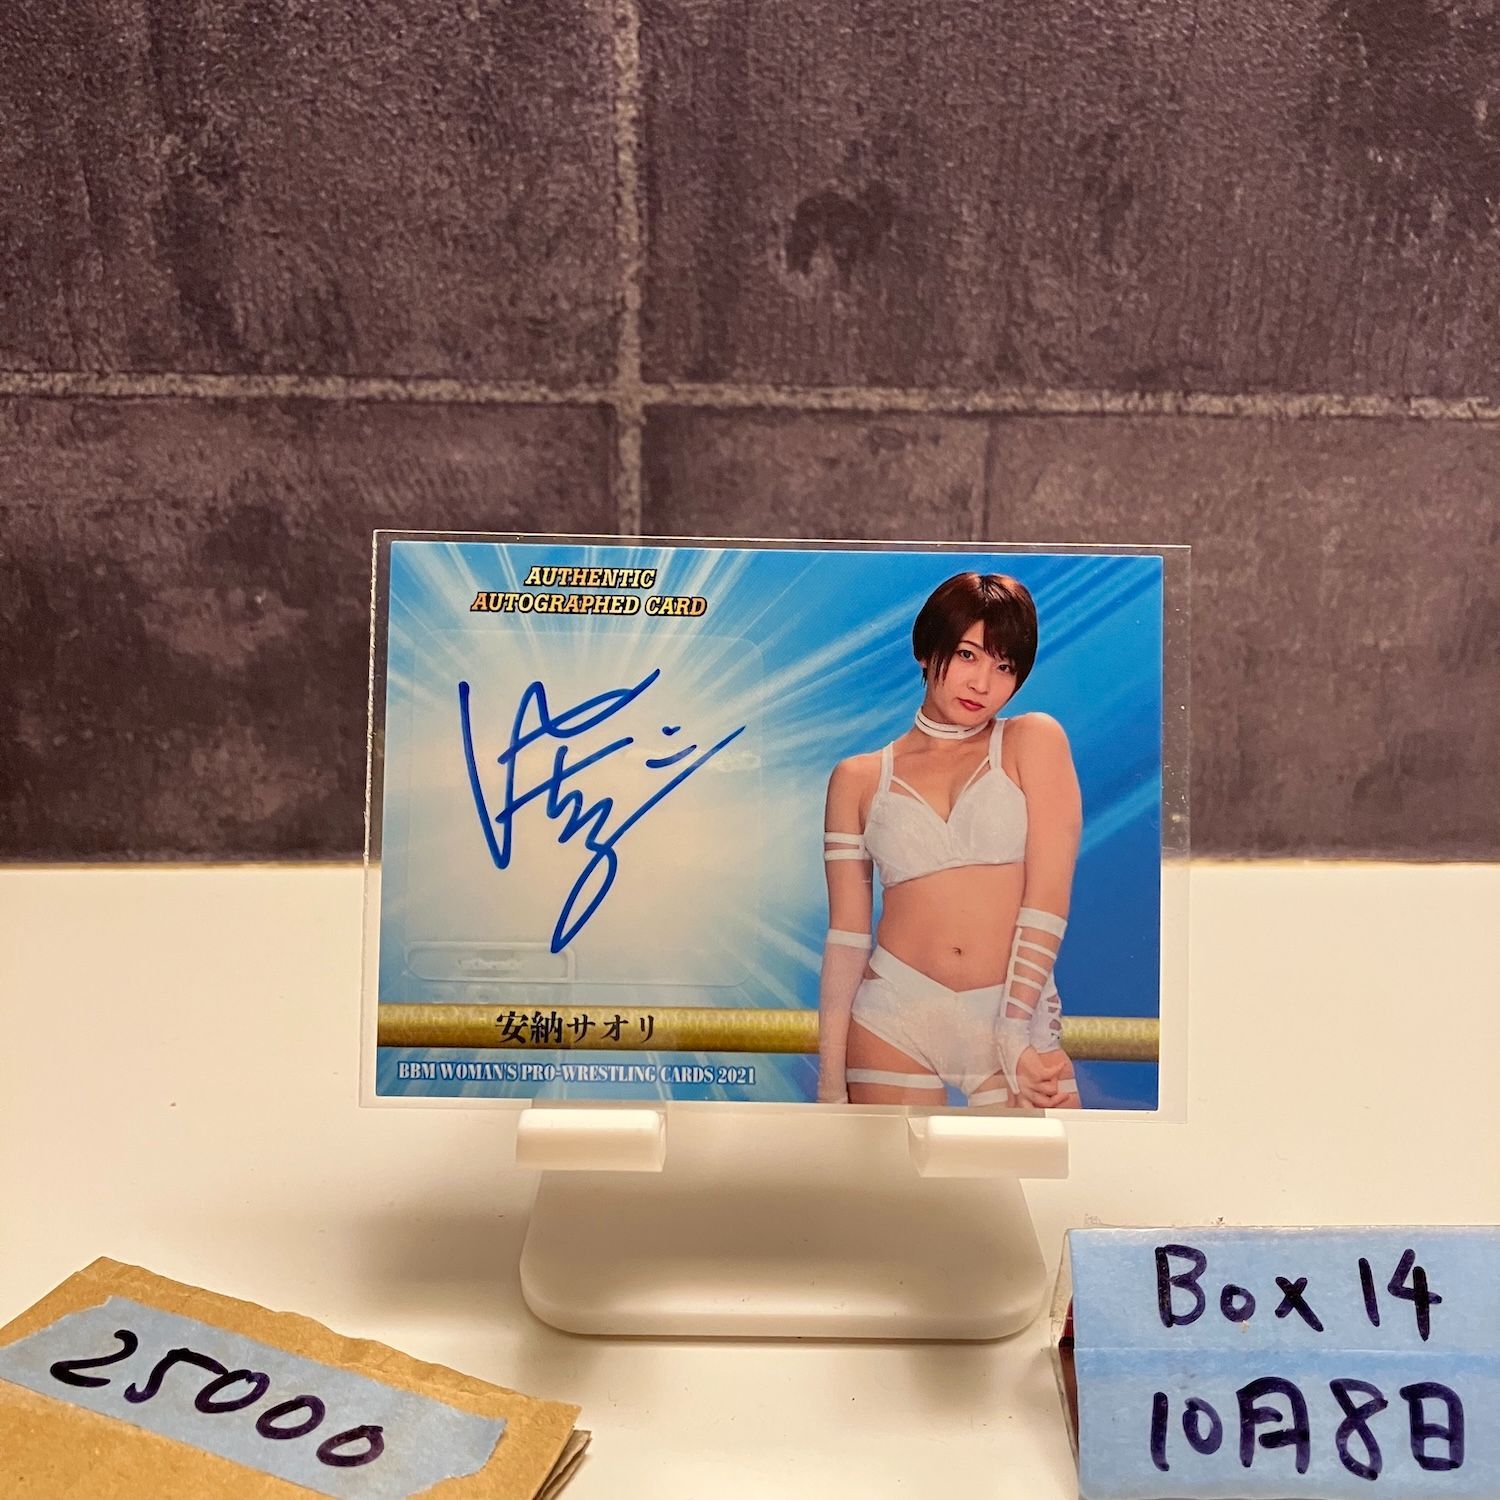 AUTHENTIC
AUTOGRAPHED CARD
安納サオリ
BBM WOMAN'S PRO-WRESTLING CARDS 2021
25000
Box 14
10月8日